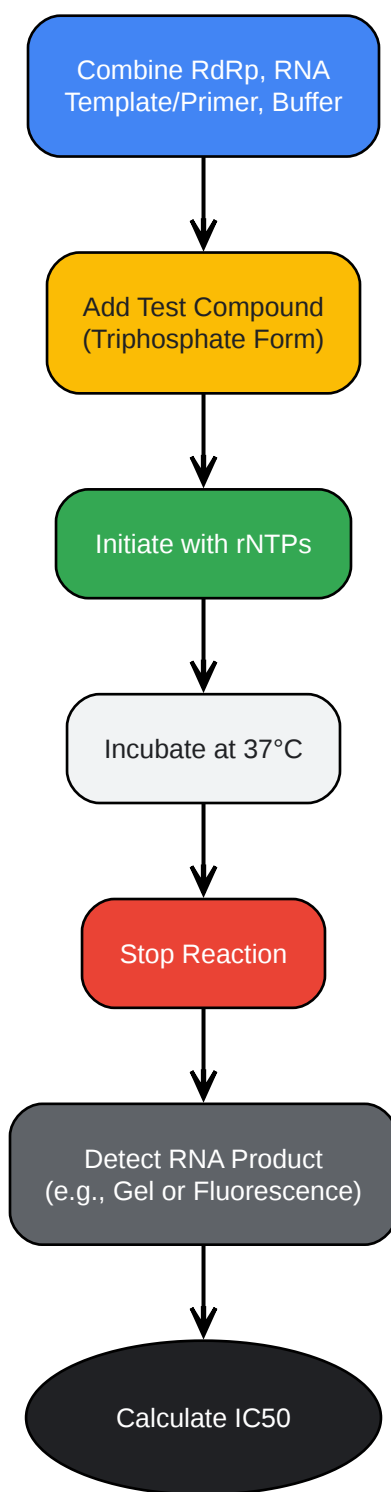 Combine RdRp, RNA
Template/Primer, Buffer
Add Test Compound
(Triphosphate Form)
Initiate with rNTPs
Incubate at 37°C
Stop Reaction
Detect RNA Product
(e.g., Gel or Fluorescence)
Calculate IC50